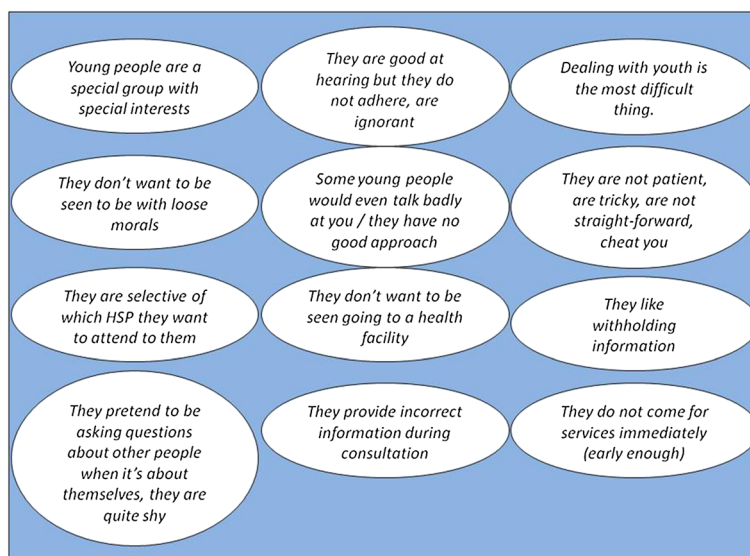 Young people are a
special group with
special interests
They are good at
hearing but they do
not adhere, are
ignorant
Dealing with youth is
the most difficult
thing.
They don't want to be
seen to be with loose
morals
Some young people
would even talk badly
at you / they have no
good approach
They are not patient,
are tricky, are not
straight-forward,
cheat you
They are selective of
which HSP they want
to attend to them
They don't want to be
seen going to a health
facility
They like
withholding
information
They pretend to be
asking questions
about other people
when it's about
themselves, they are
quite shy
They provide incorrect
information during
consultation
They do not come for
services immediately
(early enough)